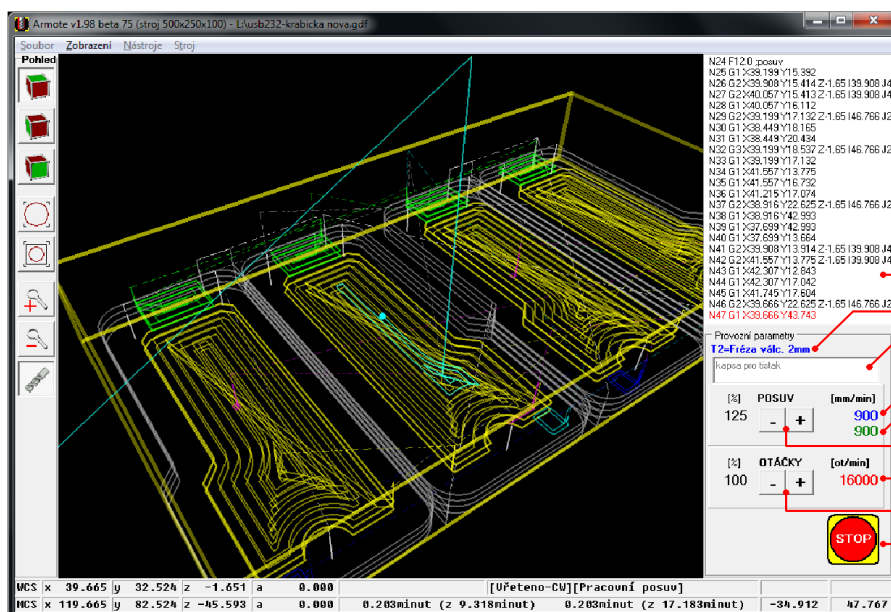 Armote v1.98 beta 75 (stroj 500x250x100) - L:\usb232-krabicka nova.gdf
Soubor Zobrazení Nástroje Stroj
Pohled
N24 F12.0 ;posuv
N25 G1 X39.199 Y15.392
N26 G2 X39.908 Y15.414 Z-1.65 I39.908 J4
N27 G2 X40.057 Y15.413 Z-1.65 I39.908 J4
N28 G1 X40.057 Y16.112
N29 G2 X39.199 Y17.132 Z-1.65 I46.766 J2
N30 G1 X38.449 Y18.165
N31 G1 X38.449 Y20.434
N32 G3 X39.199 Y18.537 Z-1.65 I46.766 J2
N33 G1 X39.199 Y17.132
N34 G1 X41.557 Y13.775
N35 G1 X41.557 Y16.732
N36 G1 X41.215 Y17.074
N37 G2 X38.916 Y22.625 Z-1.65 I46.766 J2
N38 G1 X38.916 Y42.993
N39 G1 X37.699 Y42.993
N40 G1 X37.699 Y13.664
N41 G2 X39.908 Y13.914 Z-1.65 I39.908 J4
N42 G2 X41.557 Y13.775 Z-1.65 I39.908 J4
N43 G1 X42.307 Y12.843
N44 G1 X42.307 Y17.042
N45 G1 X41.745 Y17.604
N46 G2 X39.666 Y22.625 Z-1.65 I46.766 J2
N47 G1 X39.666 Y43.743
Provozní parametry
T2=Fréza válc. 2mm
kapsa pro tistak
[%] POSUV [mm/min]
125 - + 900
900
[%] OTÁČKY [ot/min]
100 - + 16000
STOP
WCS x 39.665 y 32.524 z -1.651 a 0.000 [Vřeteno-CW][Pracovní posuv]
MCS x 119.665 y 82.524 z -45.593 a 0.000 0.203minut (z 9.318minut) 0.203minut (z 17.183minut) -34.912 47.767